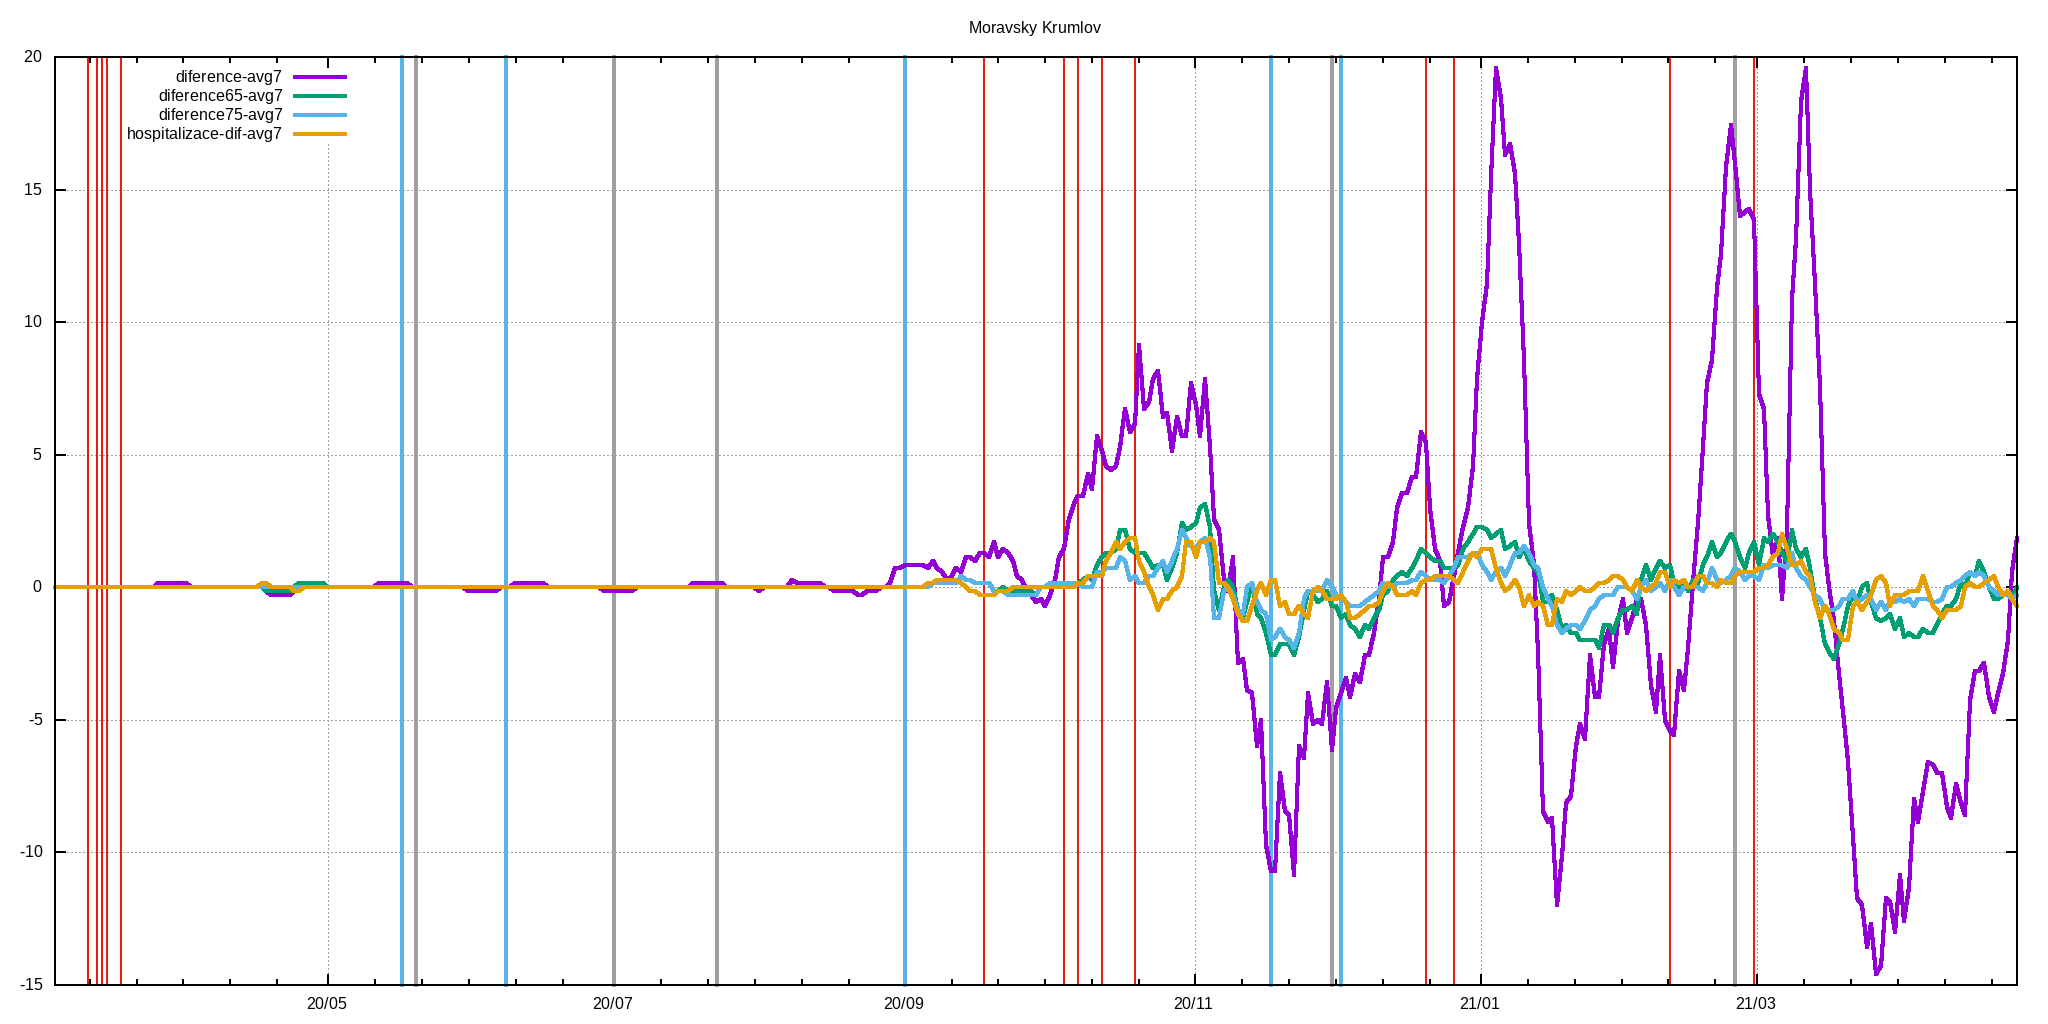 Moravsky Krumlov
20
diference-avg7
diference65-avg7
diference75-avg7
hospitalizace-dif-avg7
15
10
5
0
-5
-10
-15
20/05 20/07 20/09 20/11 21/01 21/03